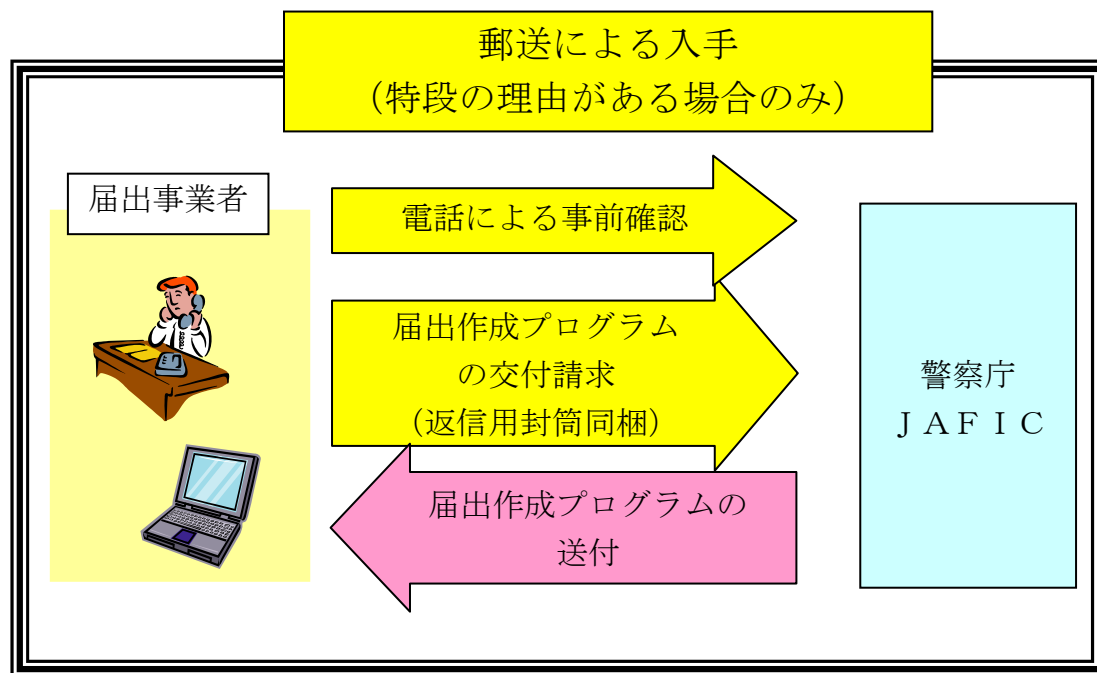 郵送による入手
（特段の理由がある場合のみ）
届出事業者
電話による事前確認
届出作成プログラム
の交付請求
（返信用封筒同梱）
届出作成プログラムの
送付
警察庁
ＪＡＦＩＣ